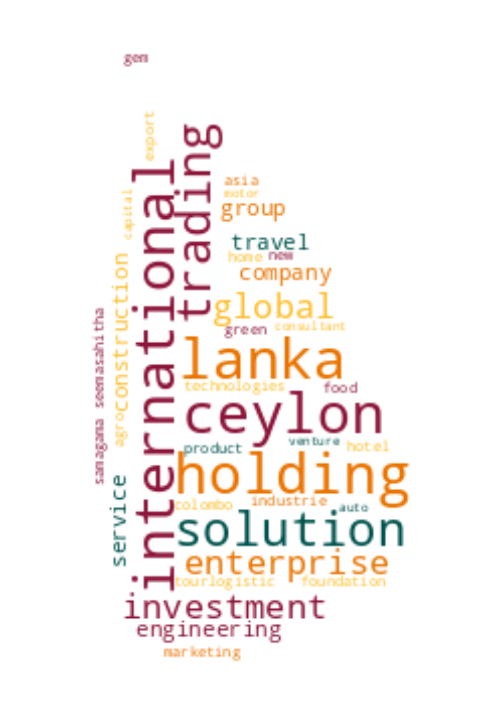 gem
export
trading
international
capital
asia
motor
group
travel
home
new
company
construction
global
green
consultant
samagama seemasahitha
lanka
technologies
food
agro
ceylon
venture
product
hotel
holding
service
colombo
industrie
auto
solution
enterprise
tourlogistic
foundation
investment
engineering
marketing